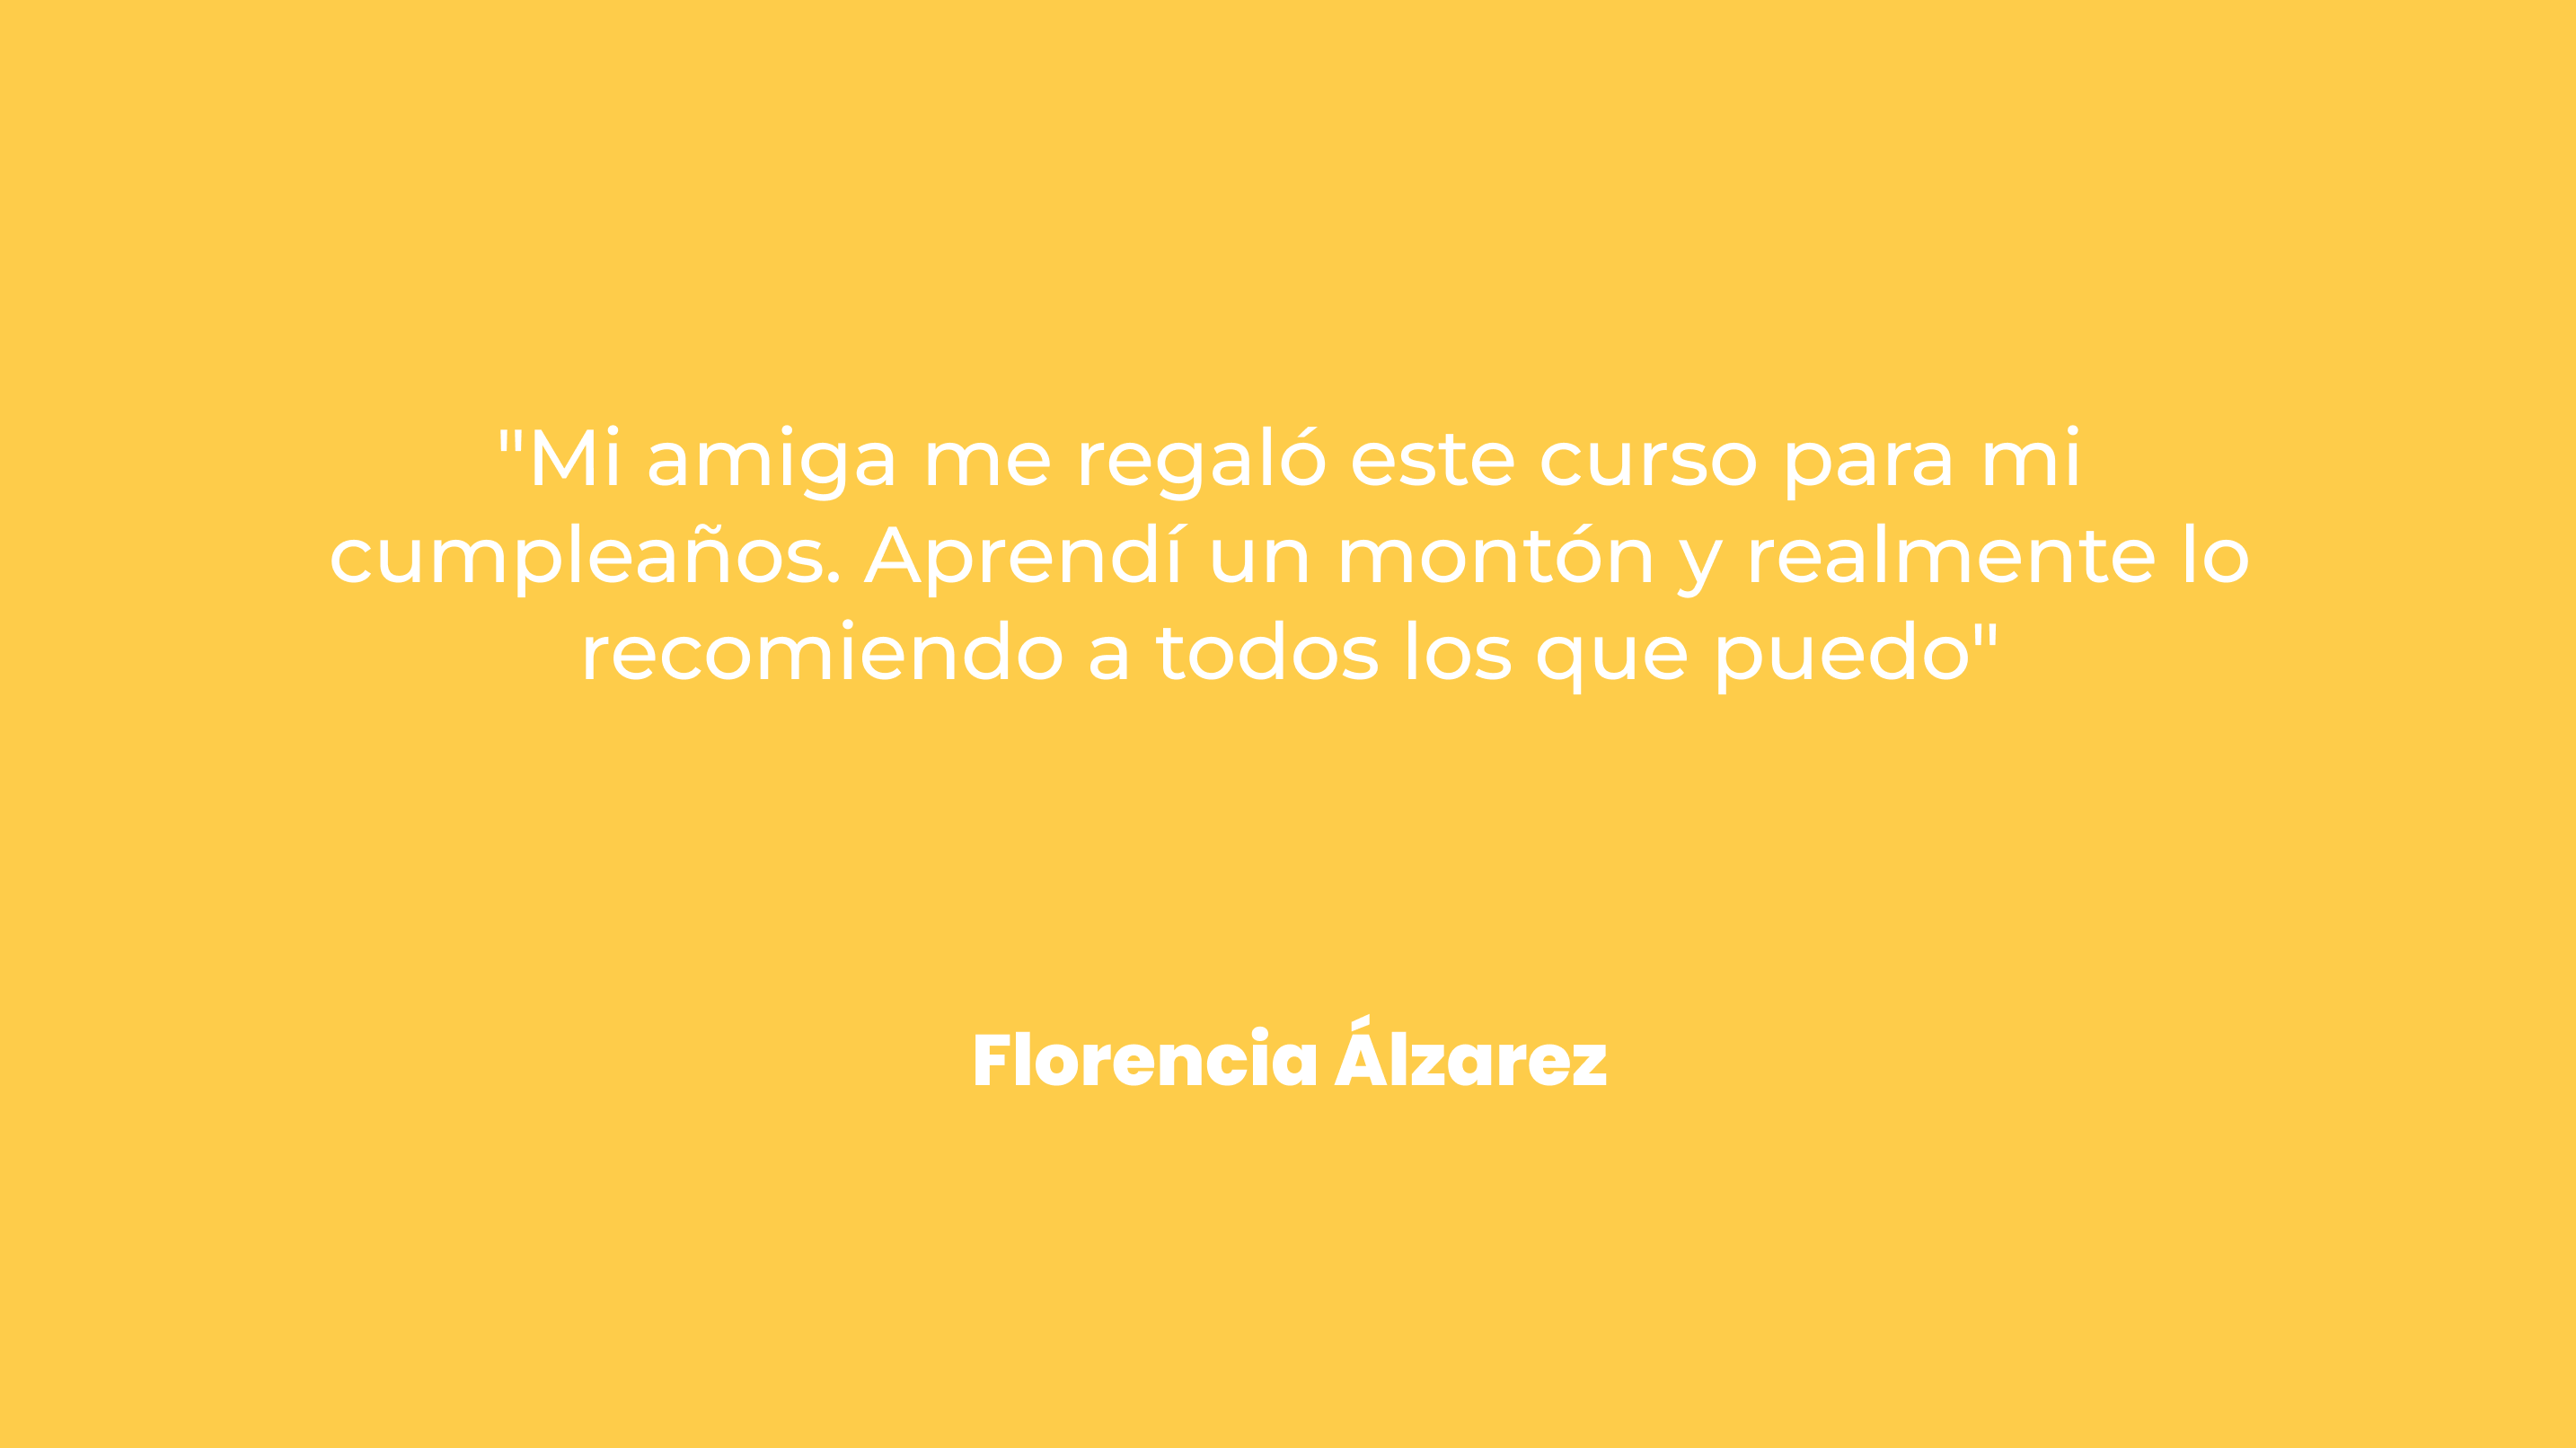 "Mi amiga me regaló este curso para mi
cumpleaños. Aprendí un montón y realmente lo
recomiendo a todos los que puedo"
Florencia Álzarez